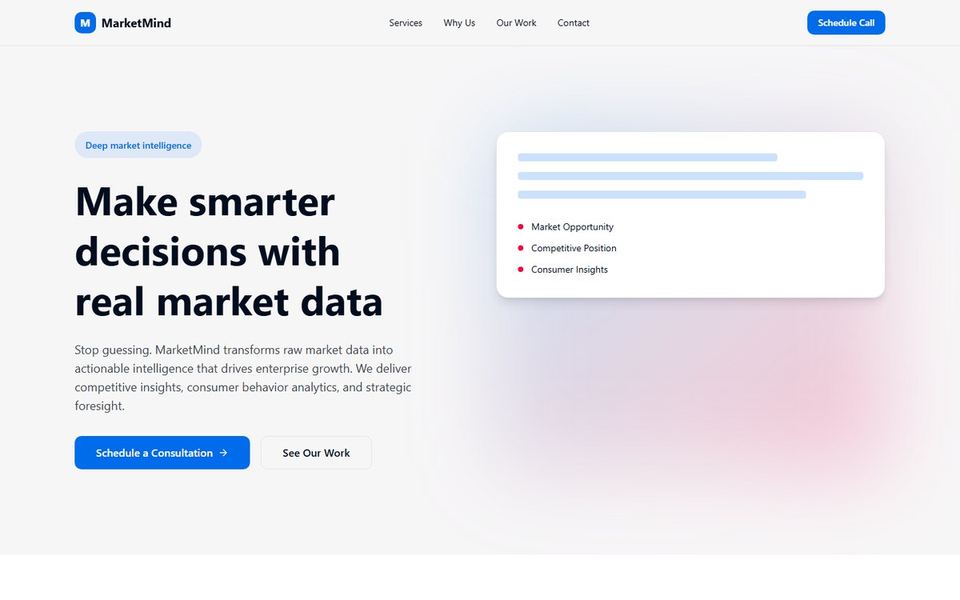 M MarketMind
Services Why Us Our Work Contact
Schedule Call
Deep market intelligence
Make smarter
decisions with
real market data
Stop guessing. MarketMind transforms raw market data into
actionable intelligence that drives enterprise growth. We deliver
competitive insights, consumer behavior analytics, and strategic
foresight.
Schedule a Consultation →
See Our Work
Market Opportunity
Competitive Position
Consumer Insights